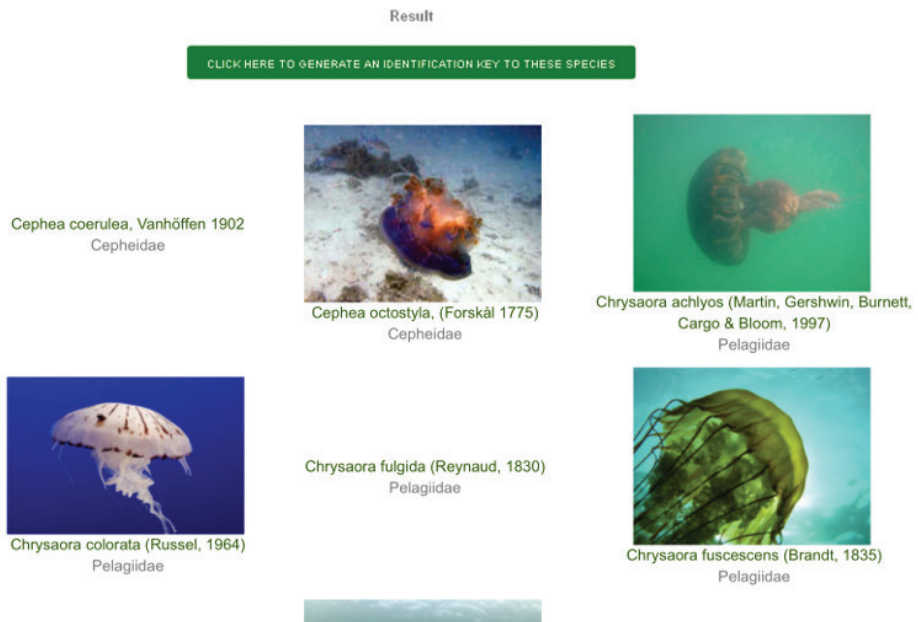 Result
CLICK HERE TO GENERATE AN IDENTIFICATION KEY TO THESE SPECIES
Cephea coerulea, Vanhöffen 1902
Cepheidae
Cephea octostyla, (Forskål 1775)
Cepheidae
Chrysaora achlyos (Martin, Gershwin, Burnett,
Cargo & Bloom, 1997)
Pelagiidae
Chrysaora colorata (Russel, 1964)
Pelagiidae
Chrysaora fulgida (Reynaud, 1830)
Pelagiidae
Chrysaora fuscescens (Brandt, 1835)
Pelagiidae